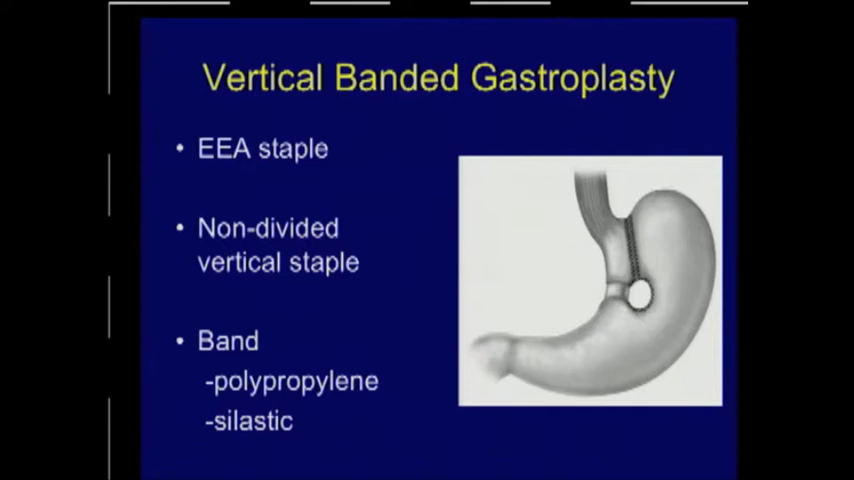 Vertical Banded Gastroplasty
• EEA staple
• Non-divided
vertical staple
• Band
-polypropylene
-silastic